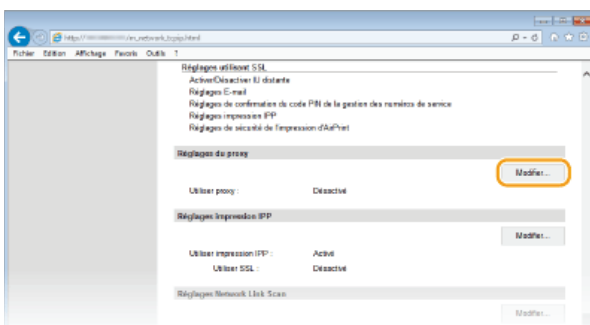 http:// /m_network_tcpip.html
Fichier Edition Affichage Favoris Outils ?
Réglages utilisant SSL
Activer/Désactiver IU distante
Réglages E-mail
Réglages de confirmation du code PIN de la gestion des numéros de service
Réglages impression IPP
Réglages de sécurité de l'impression d'AirPrint
Réglages du proxy
Modifier...
Utiliser proxy : Désactivé
Réglages Impression IPP
Modifier...
Utiliser impression IPP : Activé
Utiliser SSL : Désactivé
Réglages Network Link Scan
Modifier...